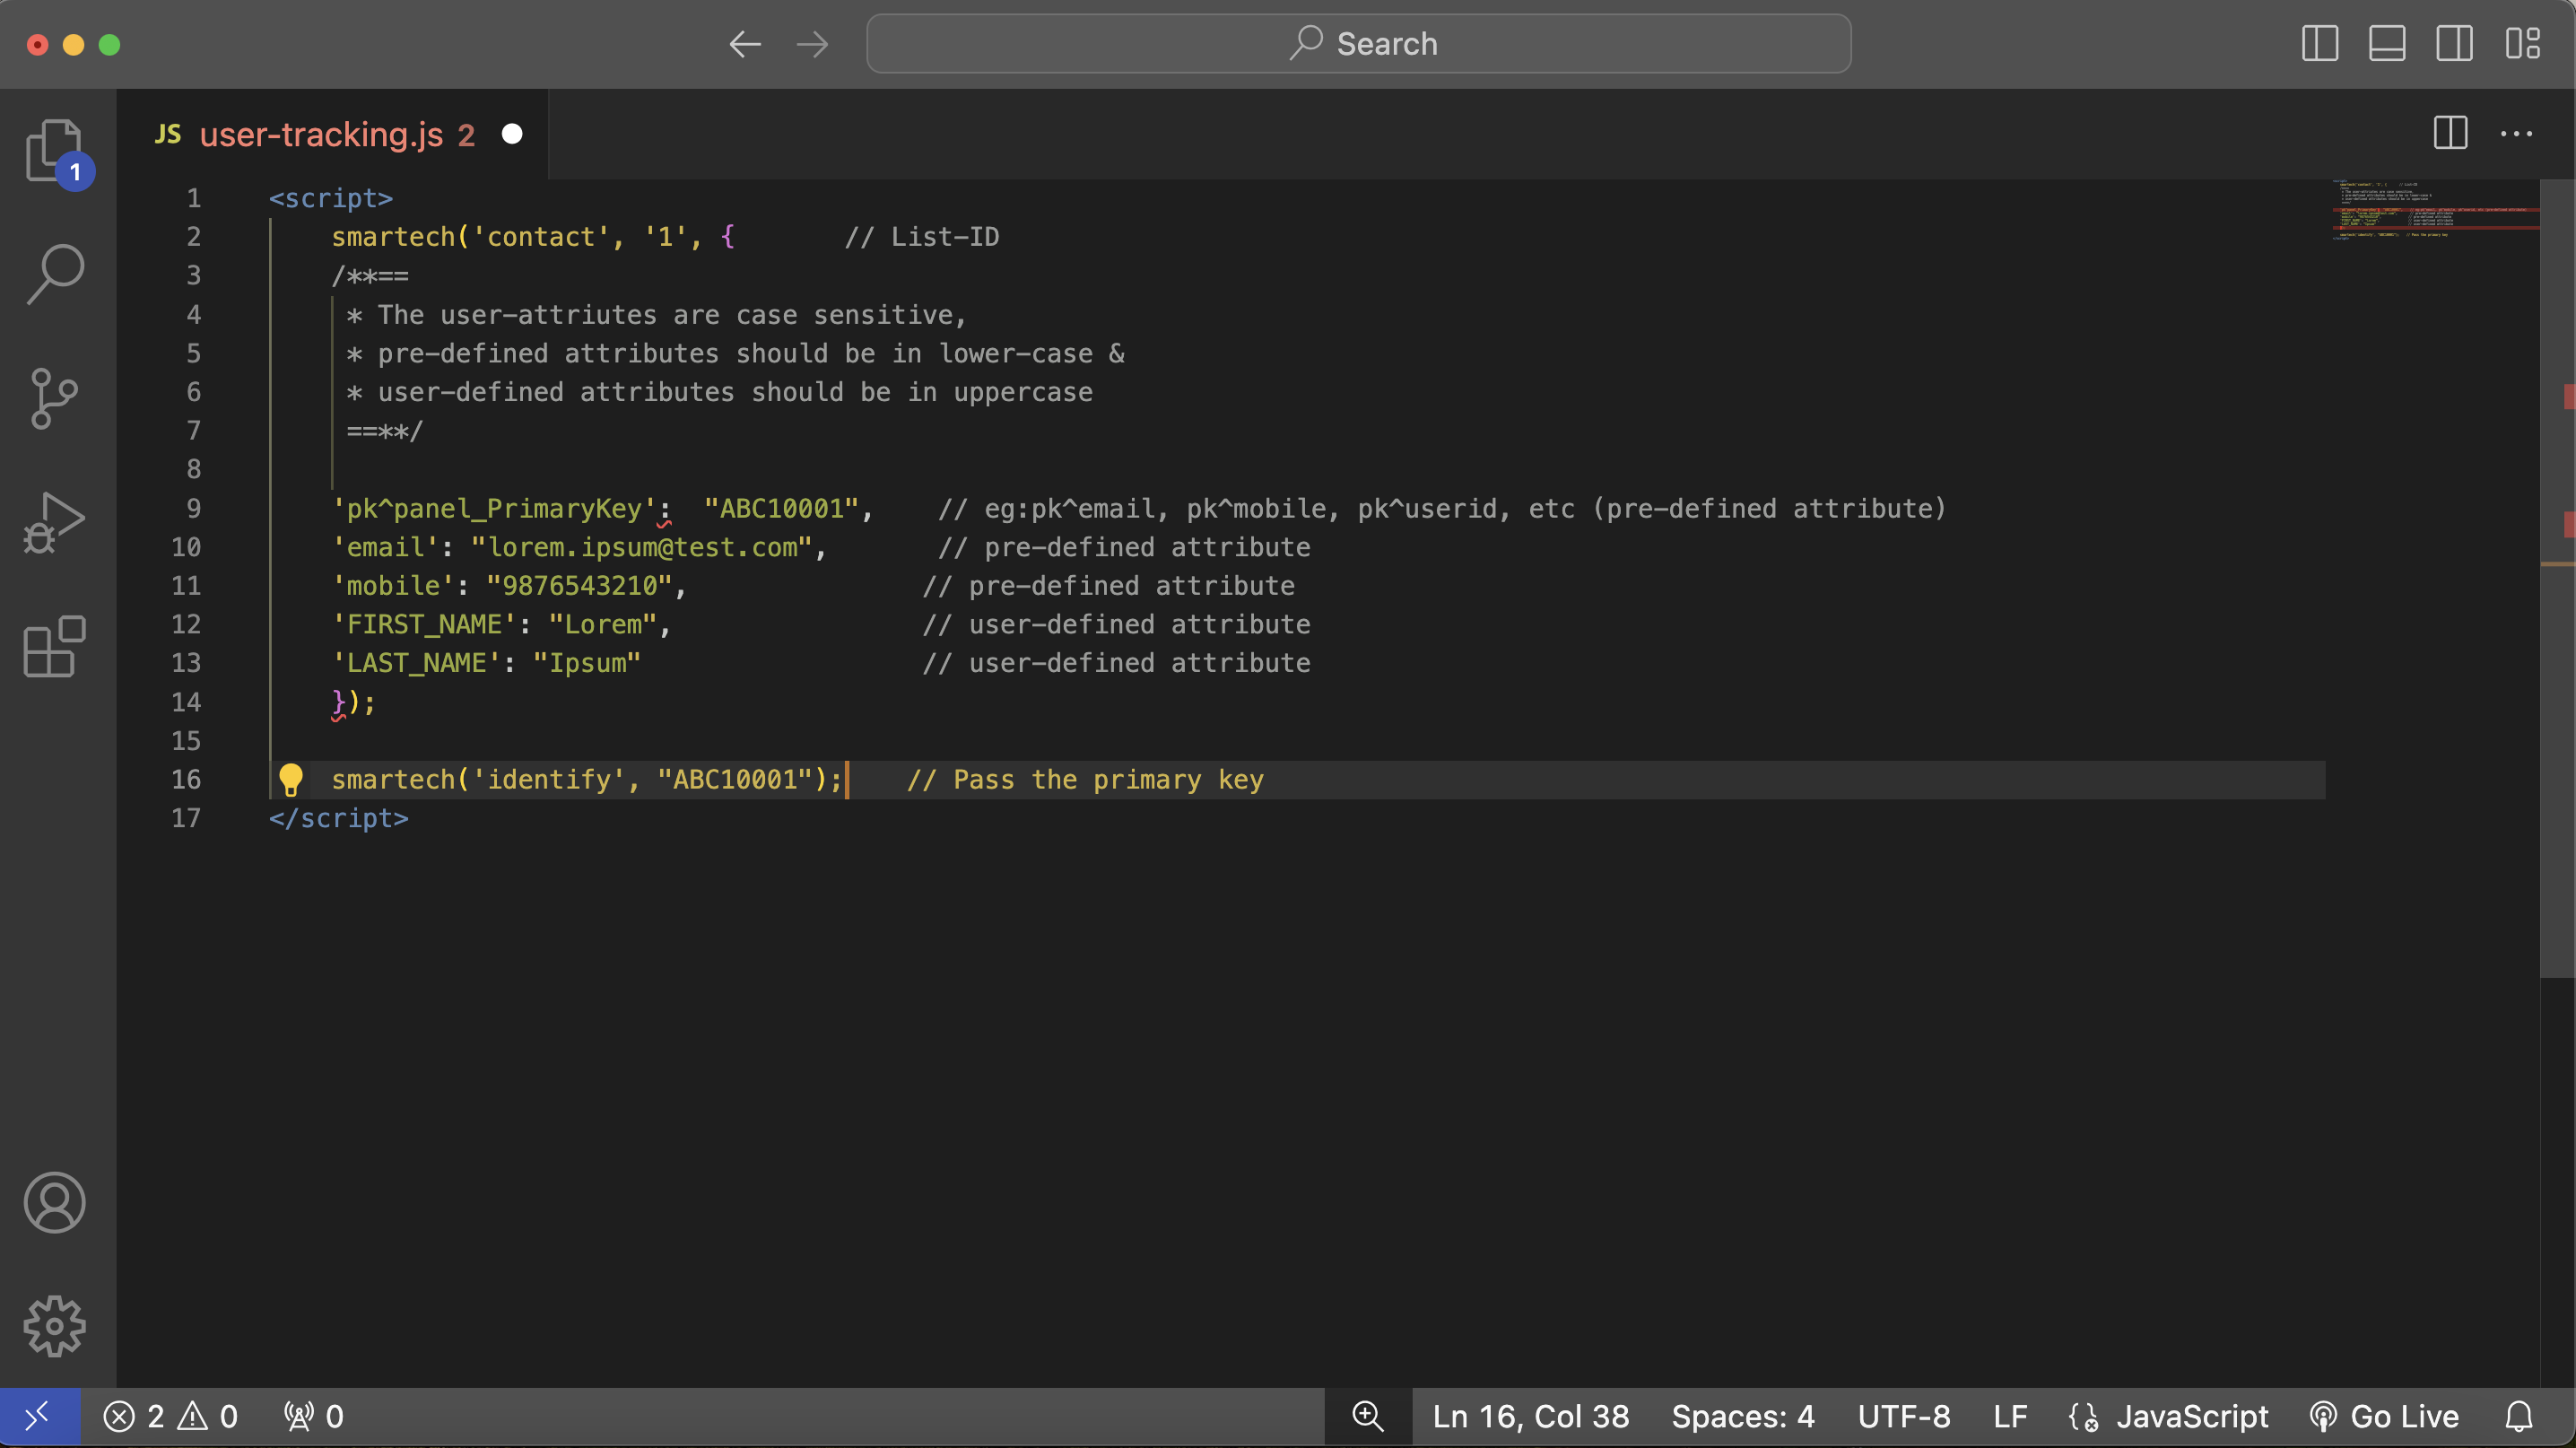 Search
JS user-tracking.js 2
1
1 <script>
2     smartech('contact', '1', {       // List-ID
3     /**==
4      * The user-attriutes are case sensitive,
5      * pre-defined attributes should be in lower-case &
6      * user-defined attributes should be in uppercase
7      ==**/
8
9     'pk^panel_PrimaryKey':  "ABC10001",    // eg:pk^email, pk^mobile, pk^userid, etc (pre-defined attribute)
10     'email': "lorem.ipsum@test.com",       // pre-defined attribute
11     'mobile': "9876543210",               // pre-defined attribute
12     'FIRST_NAME': "Lorem",                // user-defined attribute
13     'LAST_NAME': "Ipsum"                  // user-defined attribute
14     });
15
16     smartech('identify', "ABC10001");    // Pass the primary key
17 </script>
2 0 0 Ln 16, Col 38 Spaces: 4 UTF-8 LF JavaScript Go Live